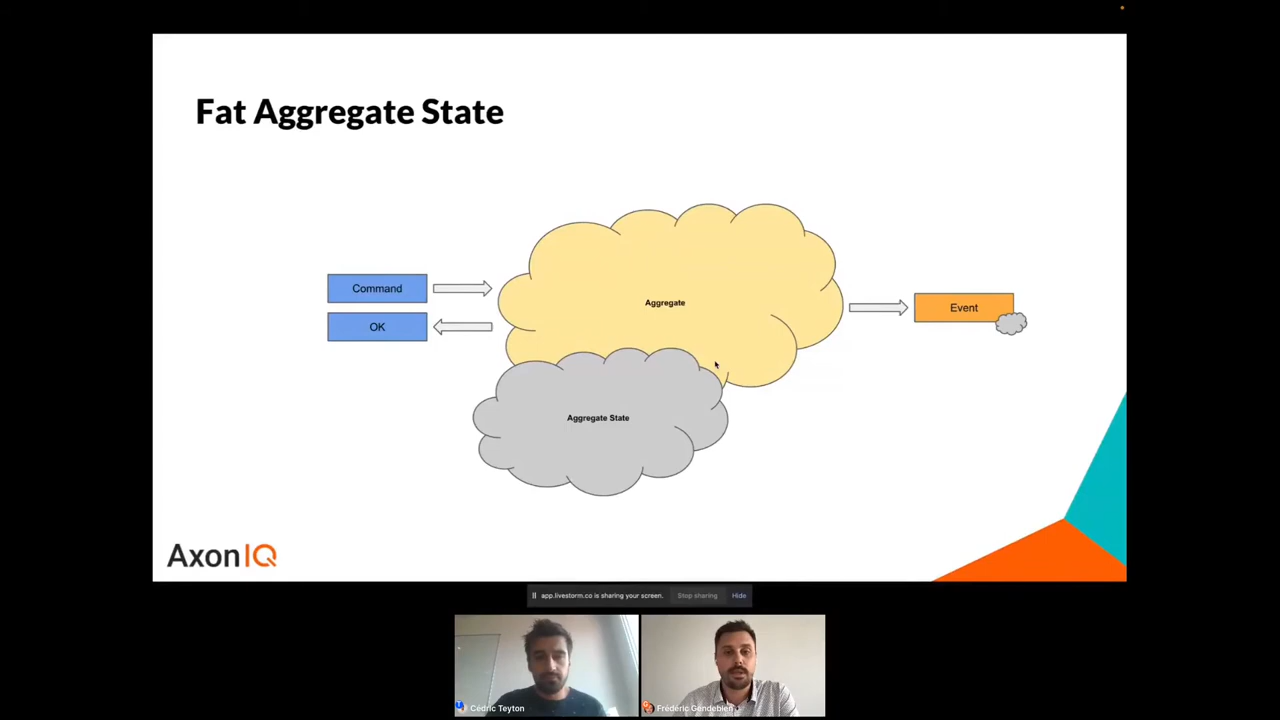 Fat Aggregate State
Command
OK
Aggregate
Event
Aggregate State
AxonIQ
app.livestorm.co is sharing your screen.
Stop sharing
Hide
Cédric Teyton
Frédéric Gendebien